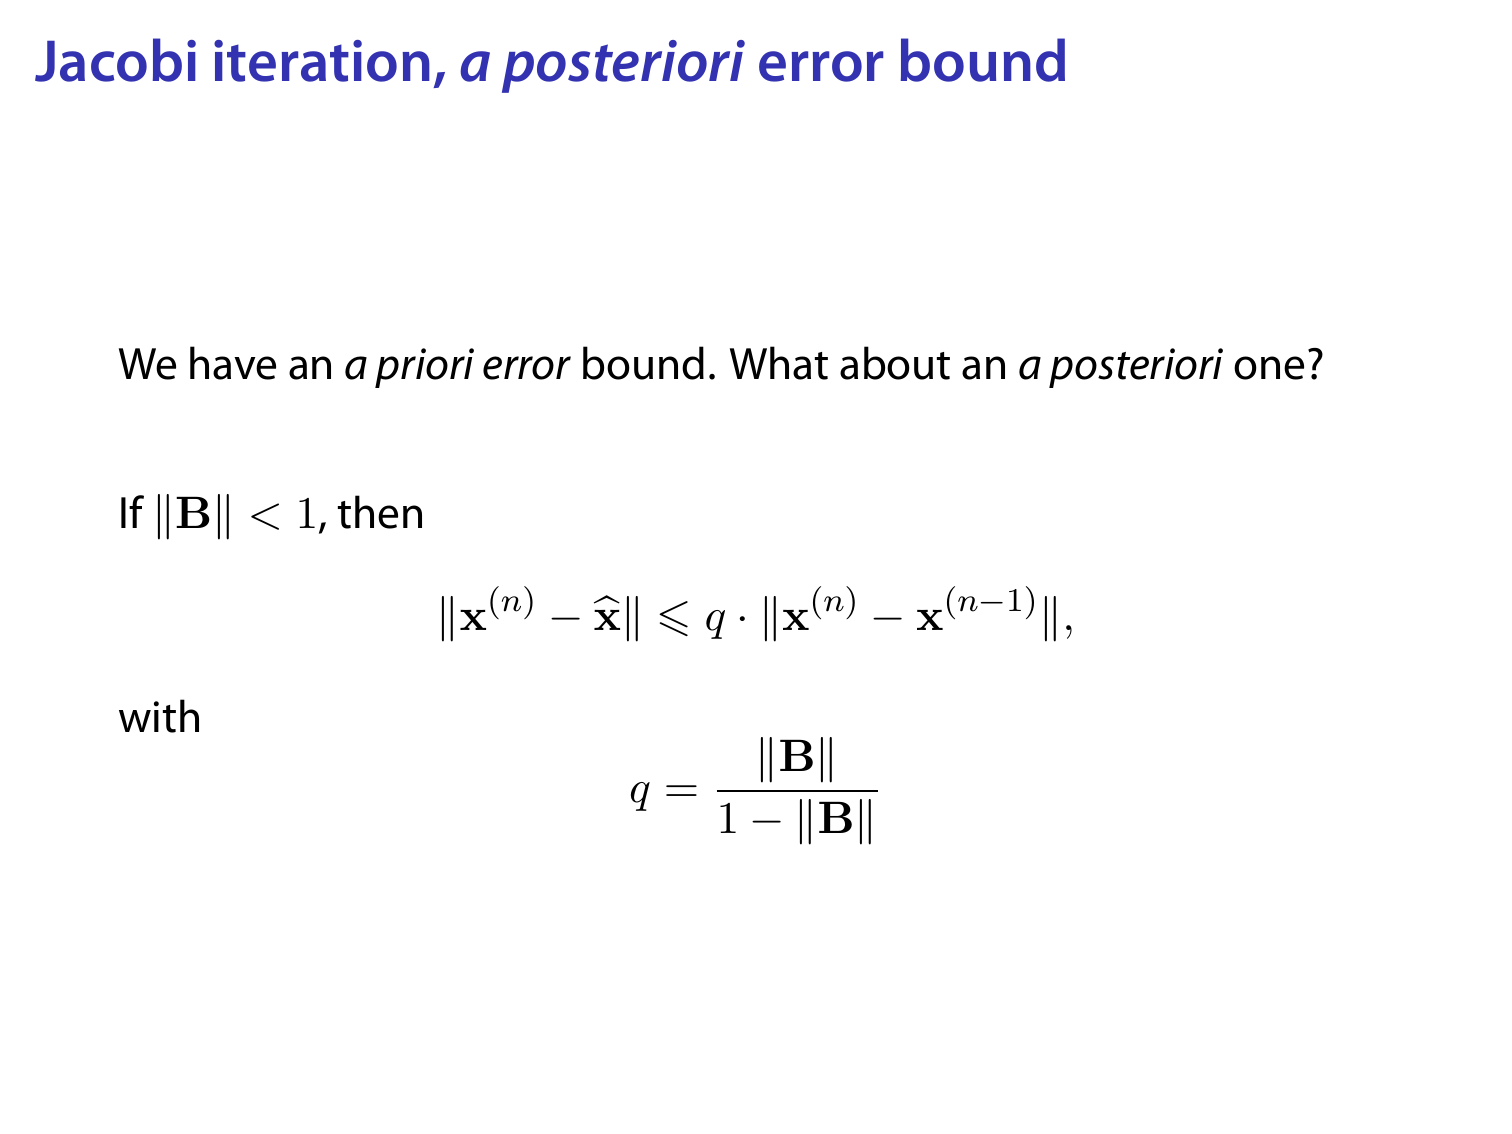 Jacobi iteration, a posteriori error bound
We have an a priori error bound. What about an a posteriori one?
If ‖B‖ < 1, then
‖x^(n) − x̂‖ ⩽ q · ‖x^(n) − x^(n−1)‖,
with
q = ‖B‖ / (1 − ‖B‖)